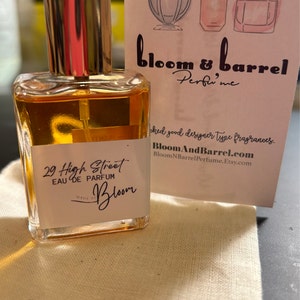 bloom & barrel
Perfu'me
good designer type fragrances.
BloomAndBarrel.com
BloomNBarrelPerfume.Etsy.com
29 High Street
EAU DE PARFUM
Bloom